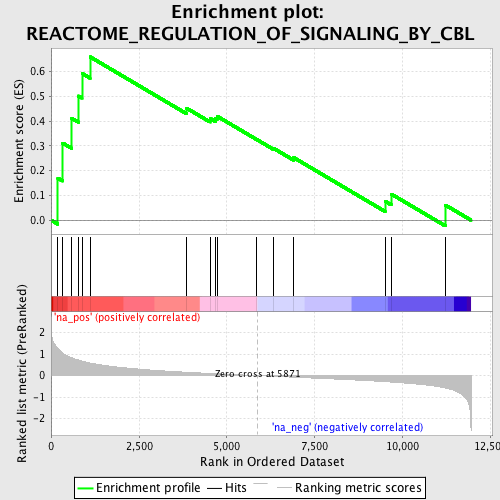 Enrichment plot:
REACTOME_REGULATION_OF_SIGNALING_BY_CBL
Enrichment score (ES)
0.6
0.5
0.4
0.3
0.2
0.1
0.0
'na_pos' (positively correlated)
Ranked list metric (PreRanked)
2
1
0
-1
-2
Zero cross at 5871
'na_neg' (negatively correlated)
0
2,500
5,000
7,500
10,000
12,500
Rank in Ordered Dataset
Enrichment profile
Hits
Ranking metric scores